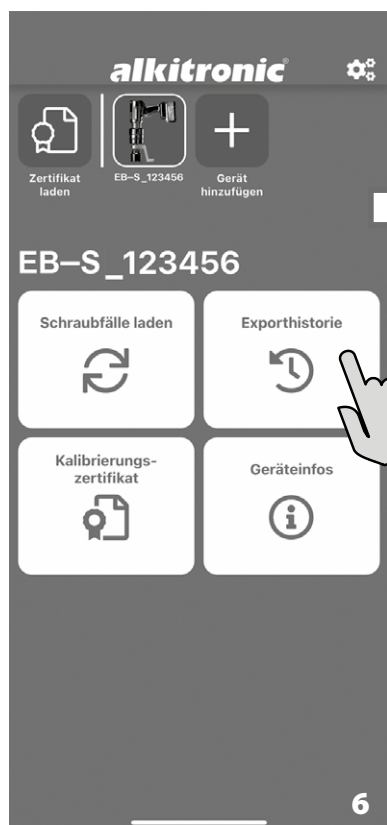 alkitronic®
Zertifikat
laden
EB–S_123456
Gerät
hinzufügen
EB–S_123456
Schraubfälle laden
Exporthistorie
Kalibrierungs-
zertifikat
Geräteinfos
6